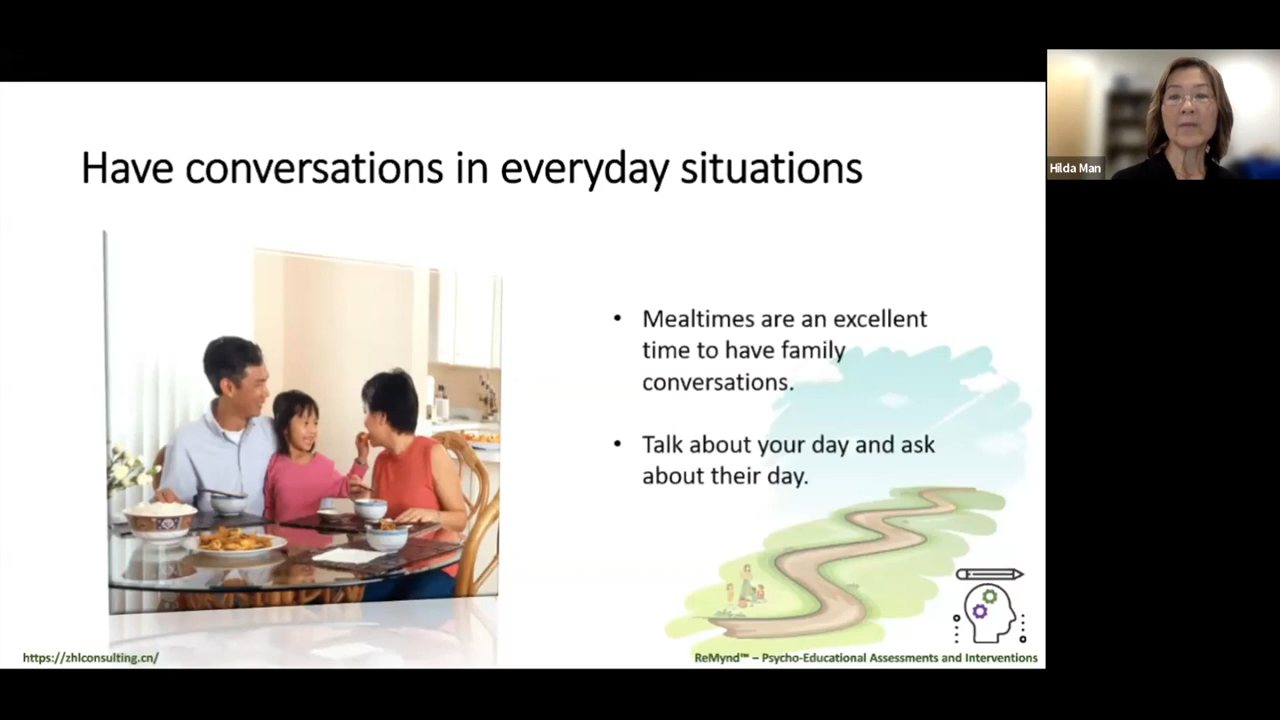 Have conversations in everyday situations
Hilda Man
• Mealtimes are an excellent
time to have family
conversations.
• Talk about your day and ask
about their day.
https://zhlconsulting.cn/
ReMynd™ – Psycho-Educational Assessments and Interventions